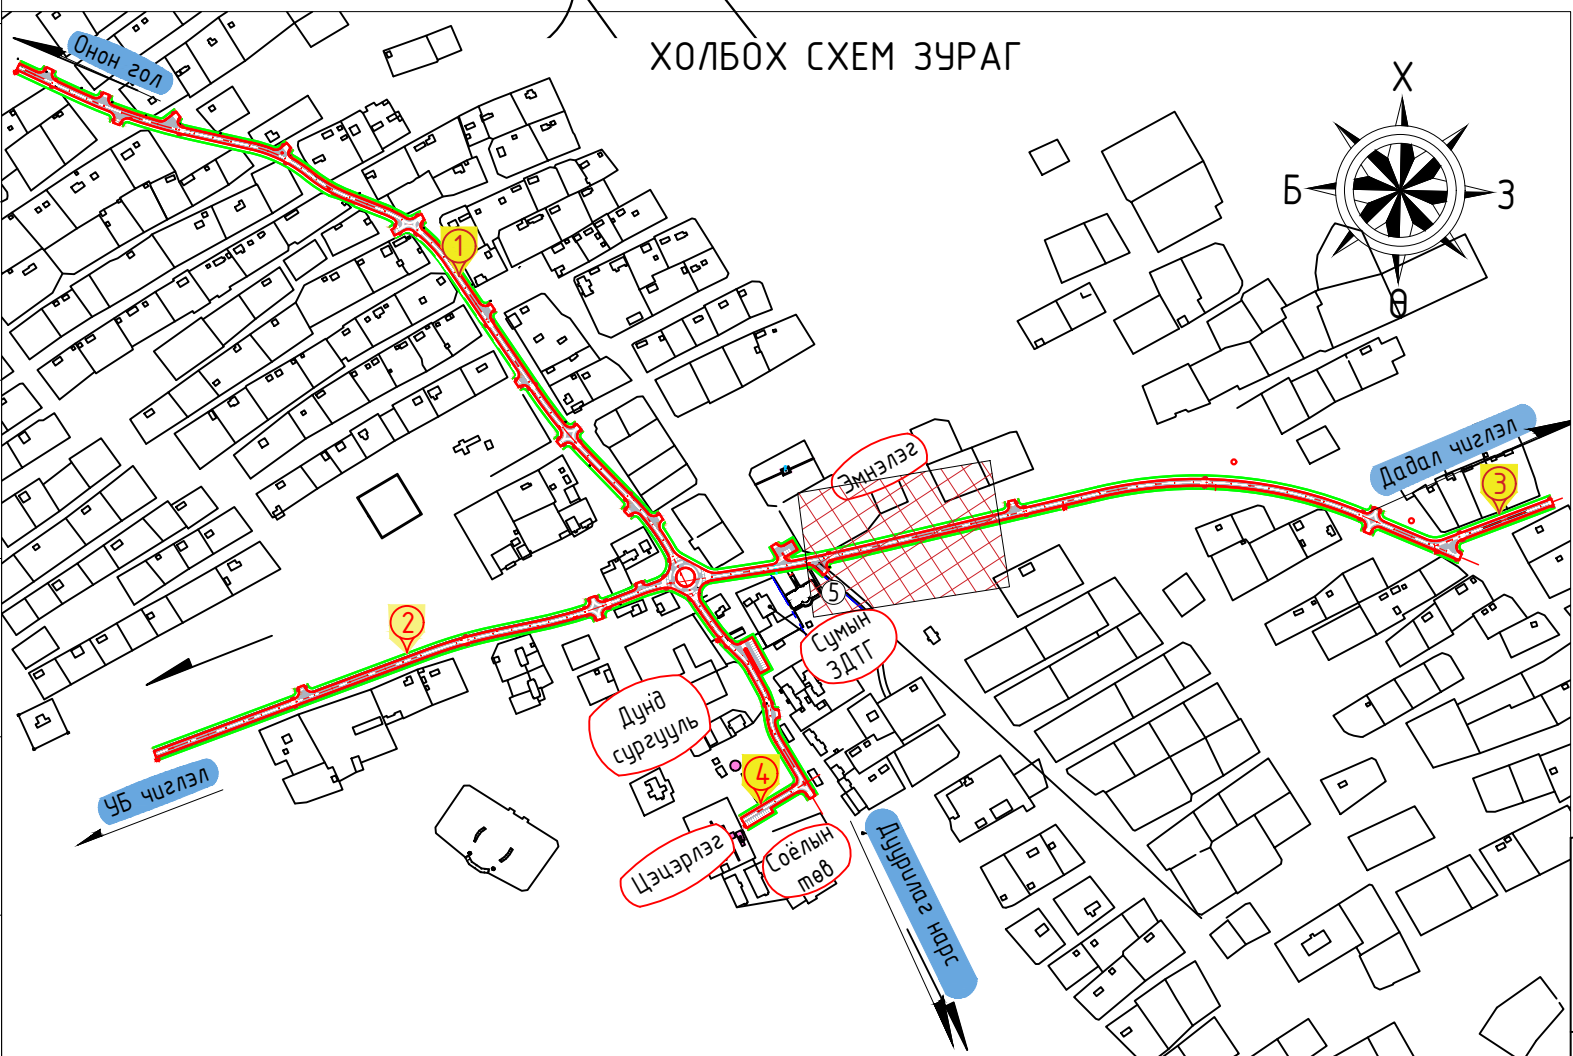 ХОЛБОХ СХЕМ ЗУРАГ
Онон гол
Х
Б
З
Ө
1
Дадал чиглэл
3
Эмнэлэг
5
2
Сумын
ЗДТГ
Дунд
сургууль
УБ чиглэл
4
Цэцэрлэг
Соёлын
төв
Дуурилаг нарс